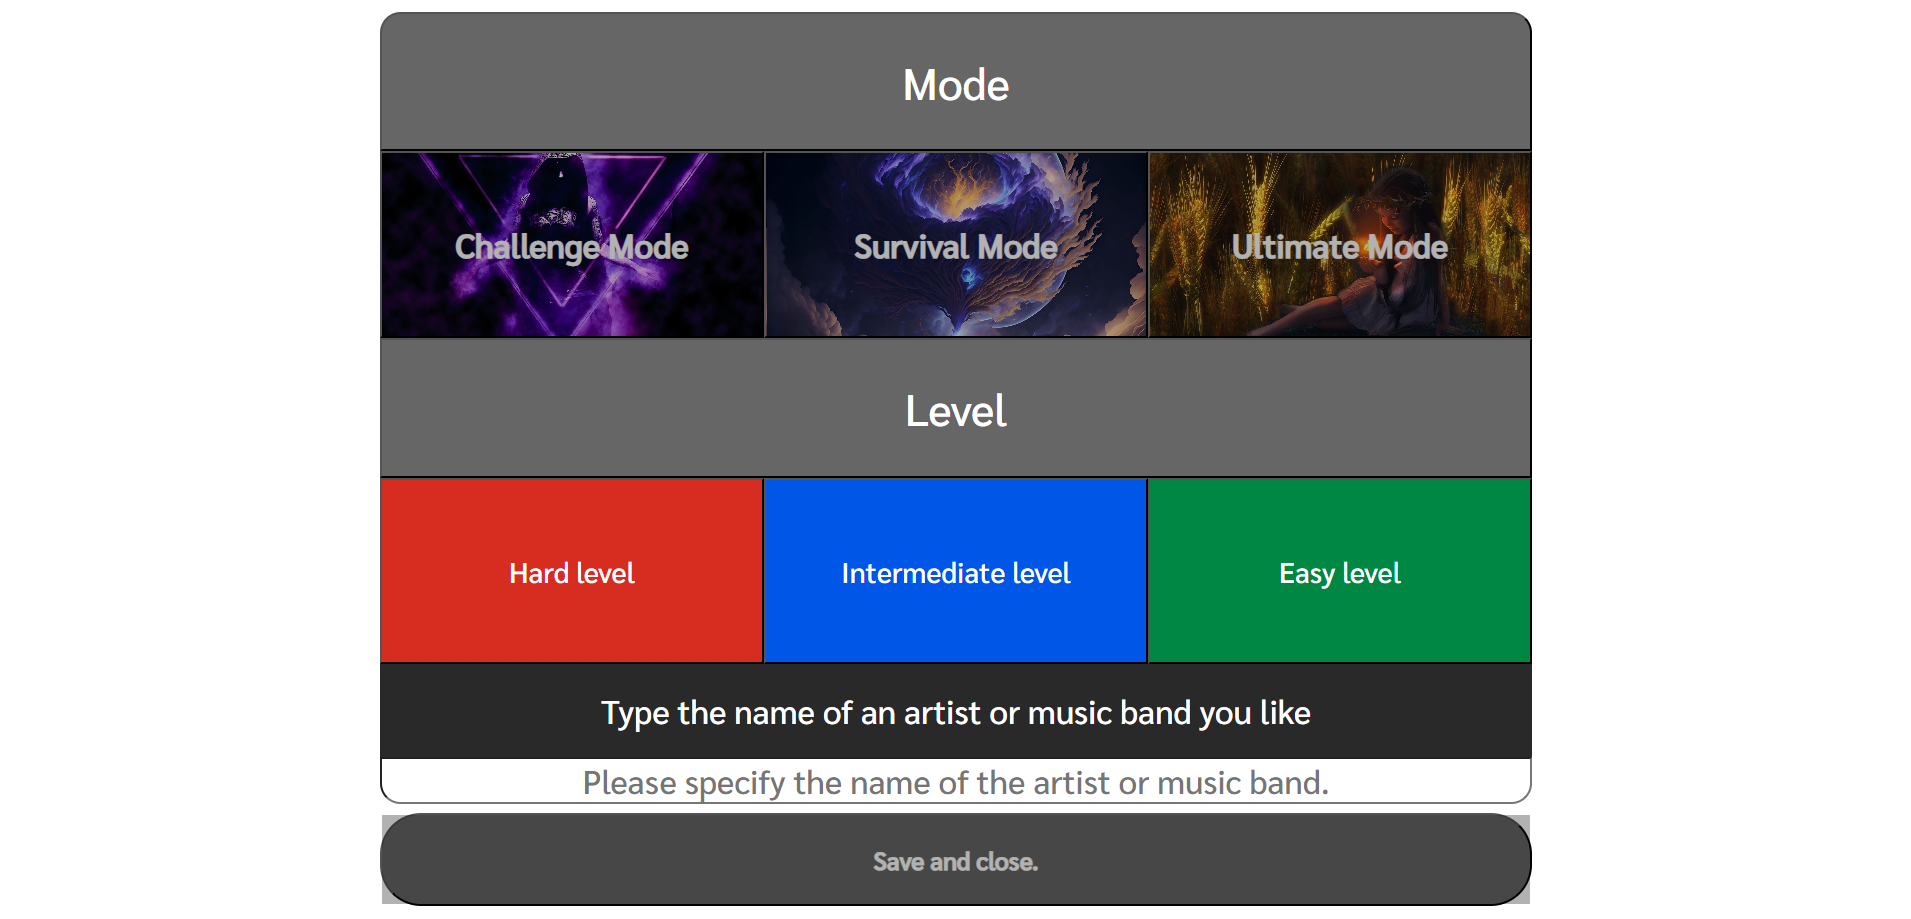 Mode
Challenge Mode
Survival Mode
Ultimate Mode
Level
Hard level
Intermediate level
Easy level
Type the name of an artist or music band you like
Please specify the name of the artist or music band.
Save and close.